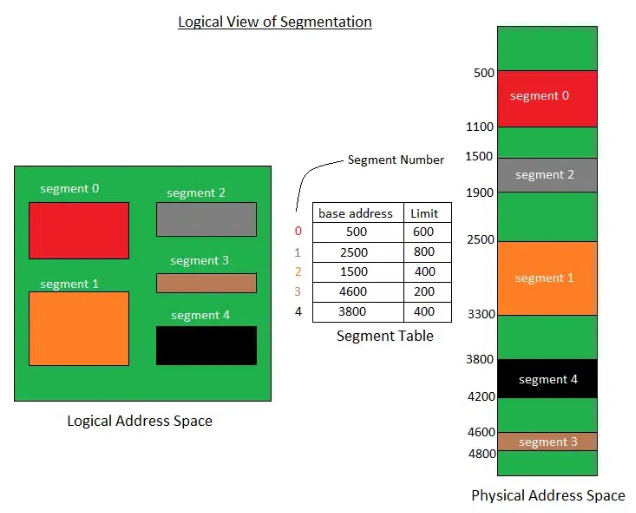 Logical View of Segmentation
segment 0
segment 2
segment 3
segment 1
segment 4
Logical Address Space
Segment Number
base address Limit
0 500 600
1 2500 800
2 1500 400
3 4600 200
4 3800 400
Segment Table
500
segment 0
1100
1500
segment 2
1900
2500
segment 1
3300
3800
segment 4
4200
4600
segment 3
4800
Physical Address Space